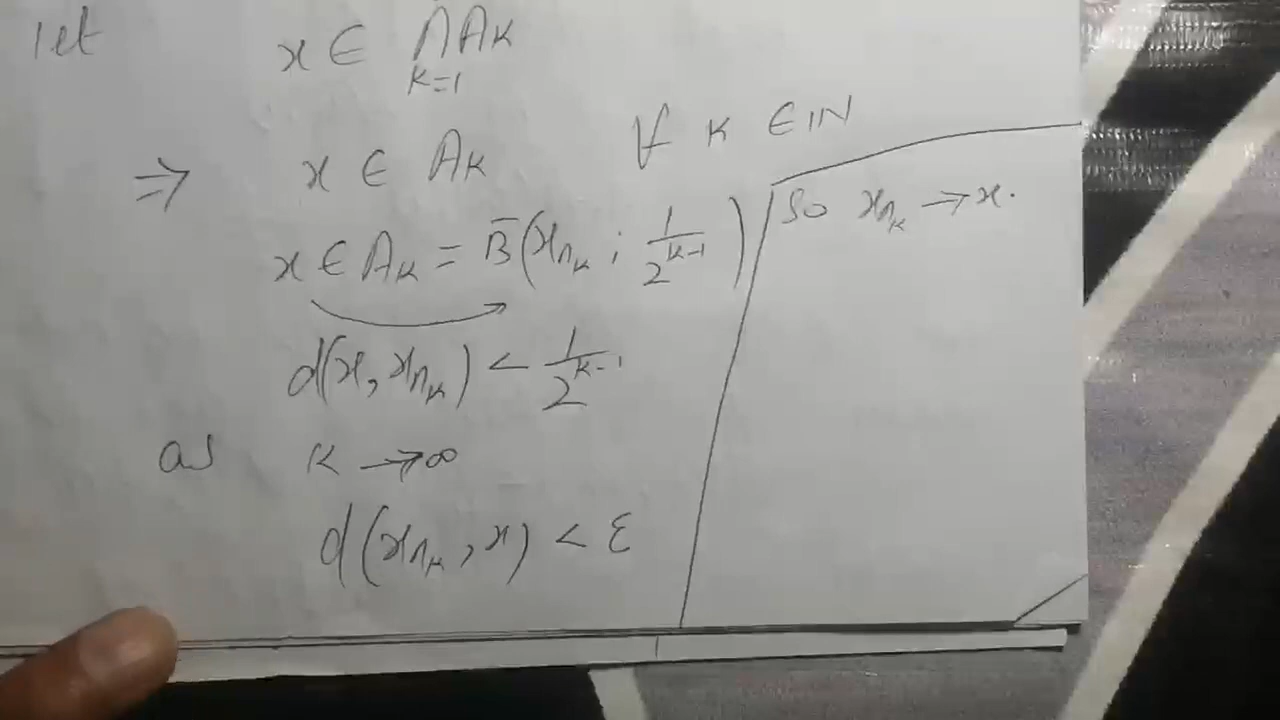 let x ∈ ∩ Aₖ
k=1
⇒ x ∈ Aₖ ∀ k ∈ IN
x ∈ Aₖ = B̄(xₙₖ ; 1/2^(k-1))
d(x, xₙₖ) < 1/2^(k-1)
as k → ∞
d(xₙₖ, x) < ε
So xₙₖ → x.